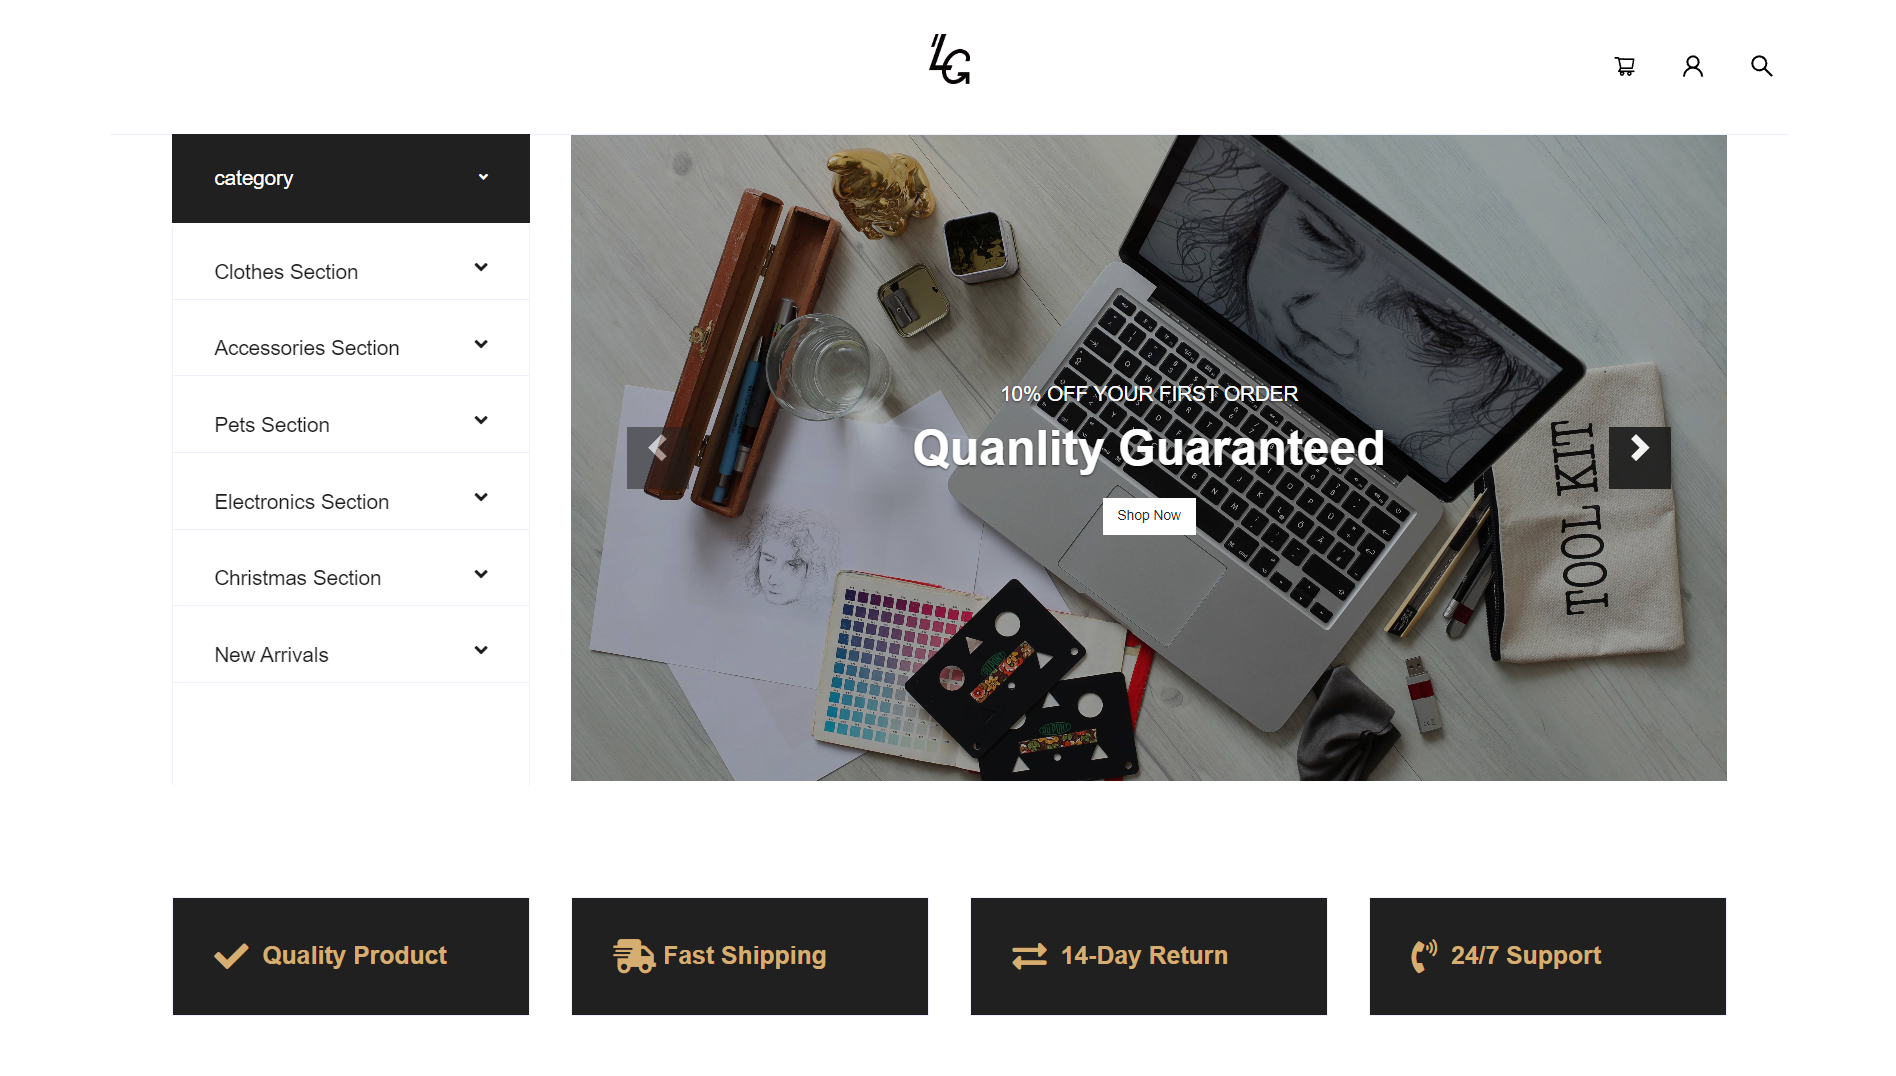 LG
category
Clothes Section
Accessories Section
Pets Section
Electronics Section
Christmas Section
New Arrivals
10% OFF YOUR FIRST ORDER
Quanlity Guaranteed
Shop Now
TOOL KIT
Quality Product
Fast Shipping
14-Day Return
24/7 Support